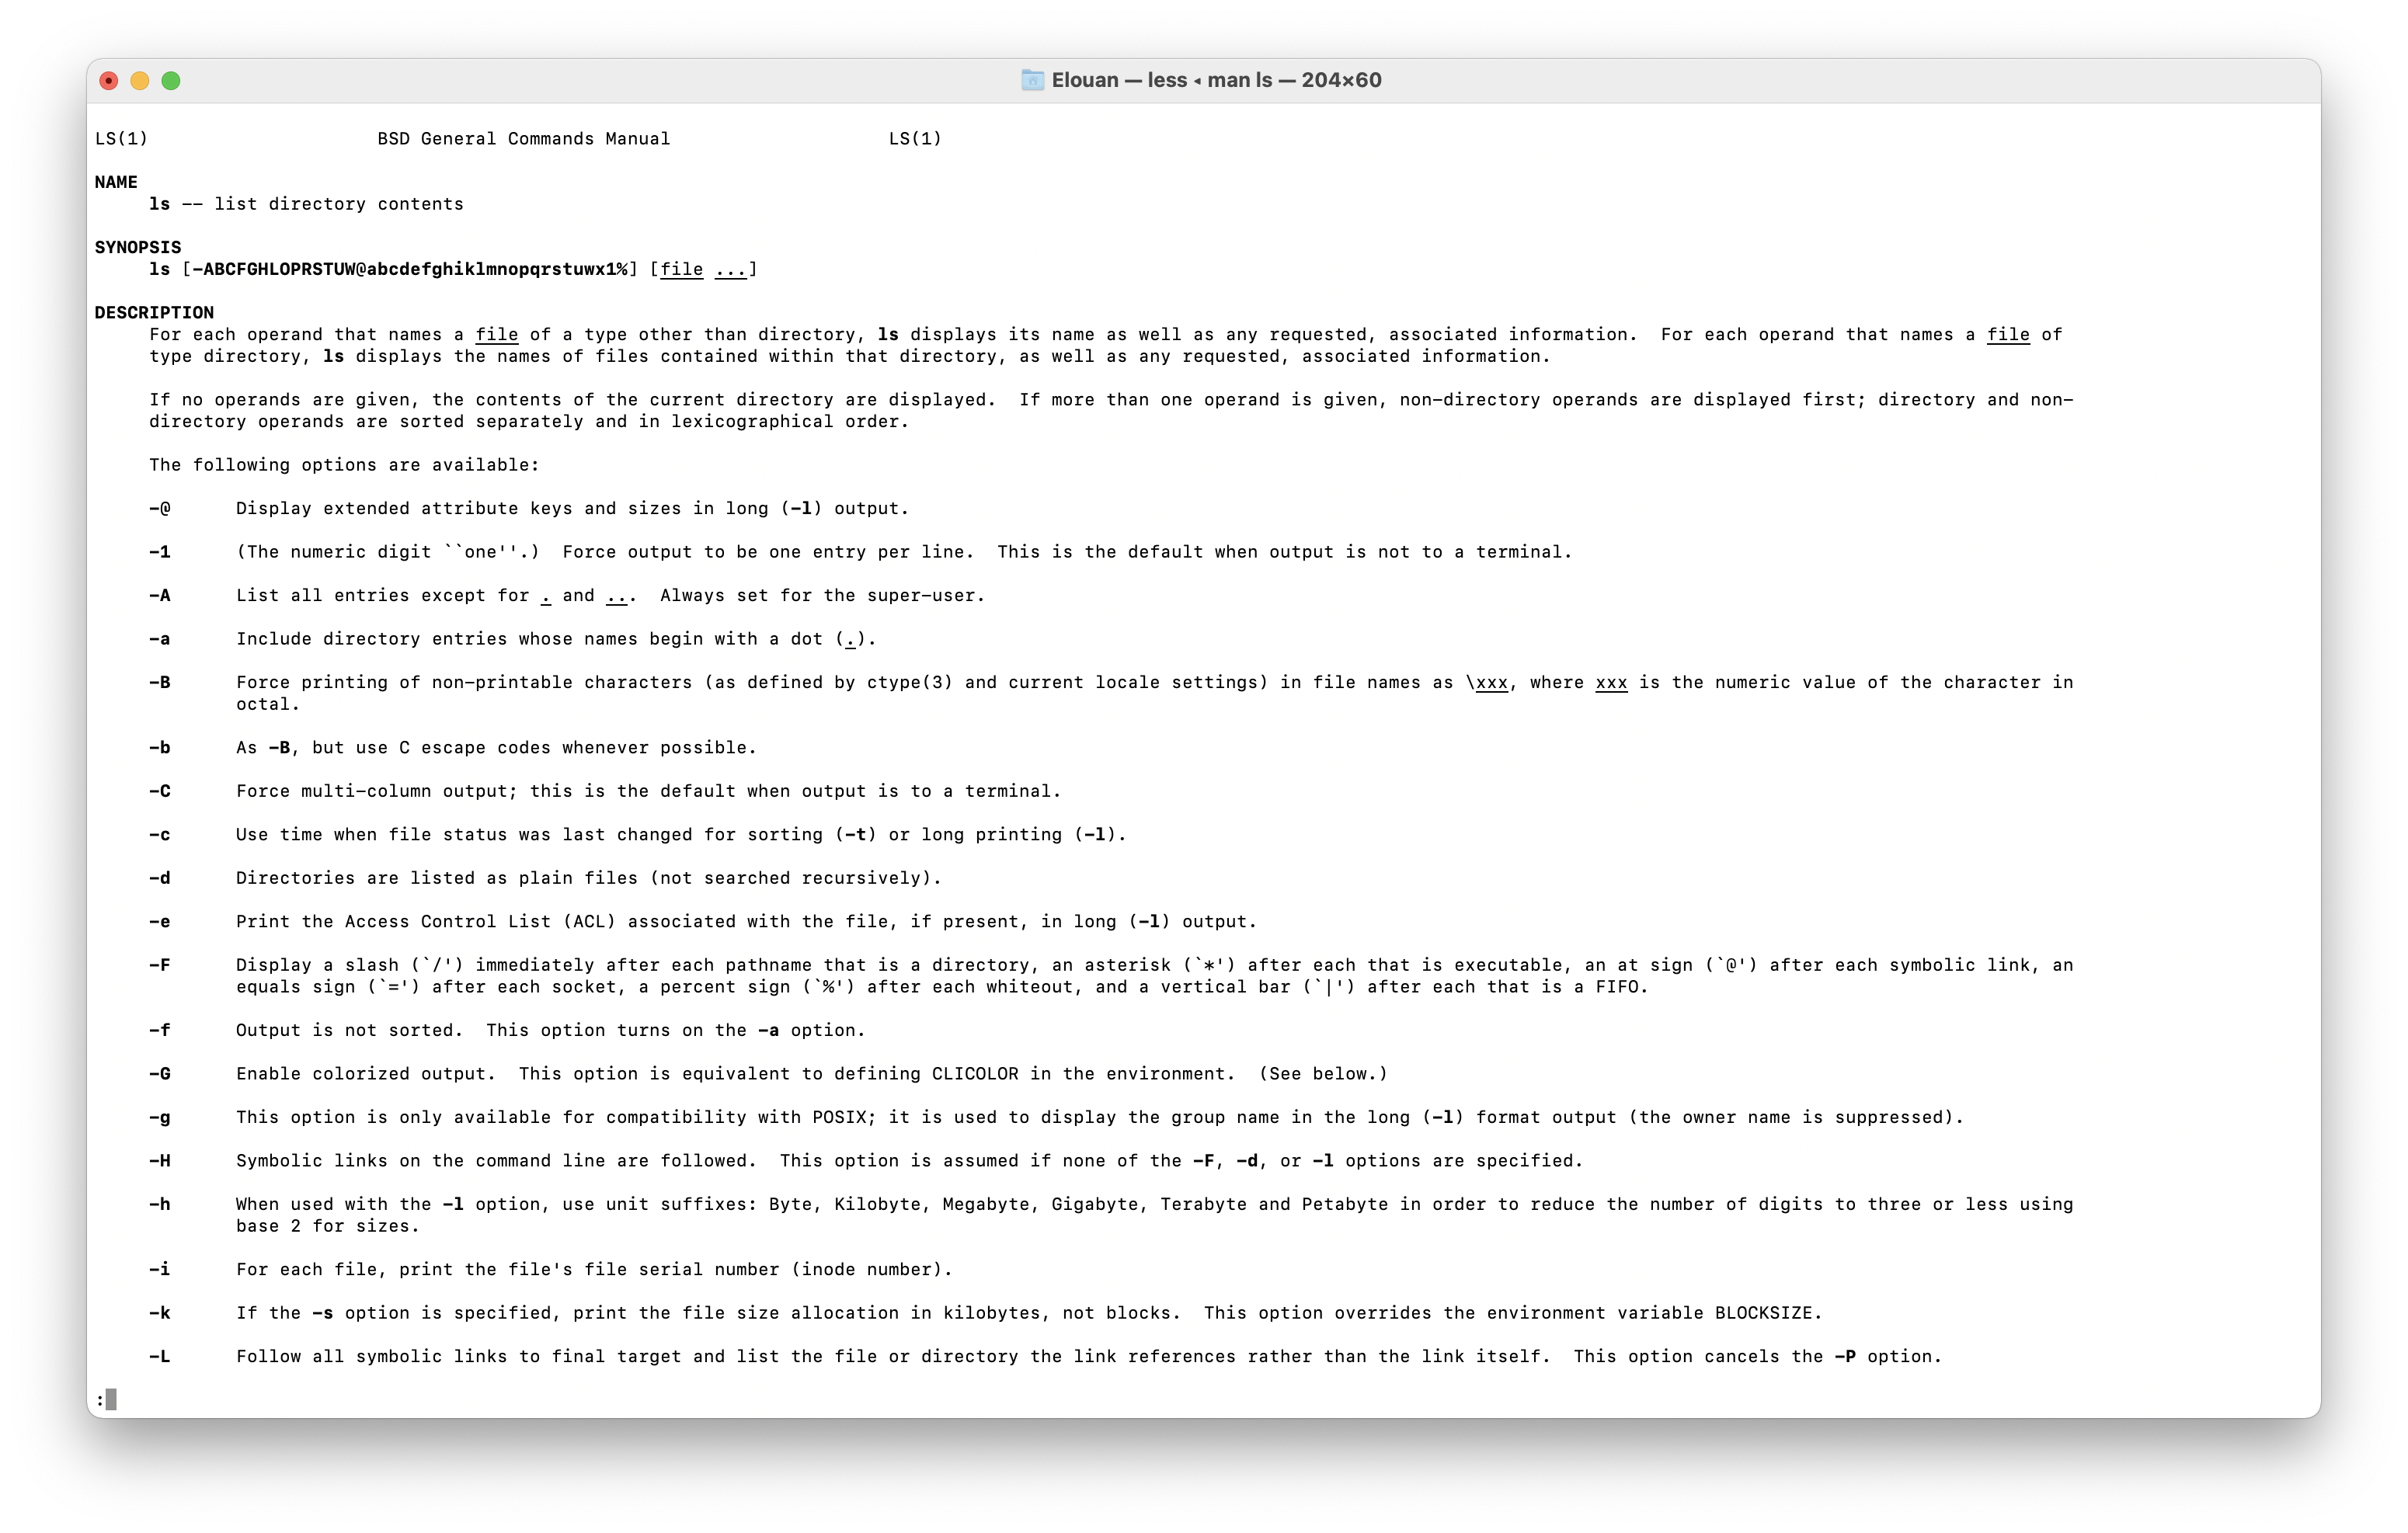 Elouan — less ◂ man ls — 204×60
LS(1)                     BSD General Commands Manual                    LS(1)
NAME
     ls -- list directory contents
SYNOPSIS
     ls [-ABCFGHLOPRSTUW@abcdefghiklmnopqrstuwx1%] [file ...]
DESCRIPTION
     For each operand that names a file of a type other than directory, ls displays its name as well as any requested, associated information.  For each operand that names a file of
     type directory, ls displays the names of files contained within that directory, as well as any requested, associated information.
     If no operands are given, the contents of the current directory are displayed.  If more than one operand is given, non-directory operands are displayed first; directory and non-
     directory operands are sorted separately and in lexicographical order.
     The following options are available:
     -@      Display extended attribute keys and sizes in long (-l) output.
     -1      (The numeric digit ``one''.)  Force output to be one entry per line.  This is the default when output is not to a terminal.
     -A      List all entries except for . and ...  Always set for the super-user.
     -a      Include directory entries whose names begin with a dot (.).
     -B      Force printing of non-printable characters (as defined by ctype(3) and current locale settings) in file names as \xxx, where xxx is the numeric value of the character in
             octal.
     -b      As -B, but use C escape codes whenever possible.
     -C      Force multi-column output; this is the default when output is to a terminal.
     -c      Use time when file status was last changed for sorting (-t) or long printing (-l).
     -d      Directories are listed as plain files (not searched recursively).
     -e      Print the Access Control List (ACL) associated with the file, if present, in long (-l) output.
     -F      Display a slash (`/') immediately after each pathname that is a directory, an asterisk (`*') after each that is executable, an at sign (`@') after each symbolic link, an
             equals sign (`=') after each socket, a percent sign (`%') after each whiteout, and a vertical bar (`|') after each that is a FIFO.
     -f      Output is not sorted.  This option turns on the -a option.
     -G      Enable colorized output.  This option is equivalent to defining CLICOLOR in the environment.  (See below.)
     -g      This option is only available for compatibility with POSIX; it is used to display the group name in the long (-l) format output (the owner name is suppressed).
     -H      Symbolic links on the command line are followed.  This option is assumed if none of the -F, -d, or -l options are specified.
     -h      When used with the -l option, use unit suffixes: Byte, Kilobyte, Megabyte, Gigabyte, Terabyte and Petabyte in order to reduce the number of digits to three or less using
             base 2 for sizes.
     -i      For each file, print the file's file serial number (inode number).
     -k      If the -s option is specified, print the file size allocation in kilobytes, not blocks.  This option overrides the environment variable BLOCKSIZE.
     -L      Follow all symbolic links to final target and list the file or directory the link references rather than the link itself.  This option cancels the -P option.
: